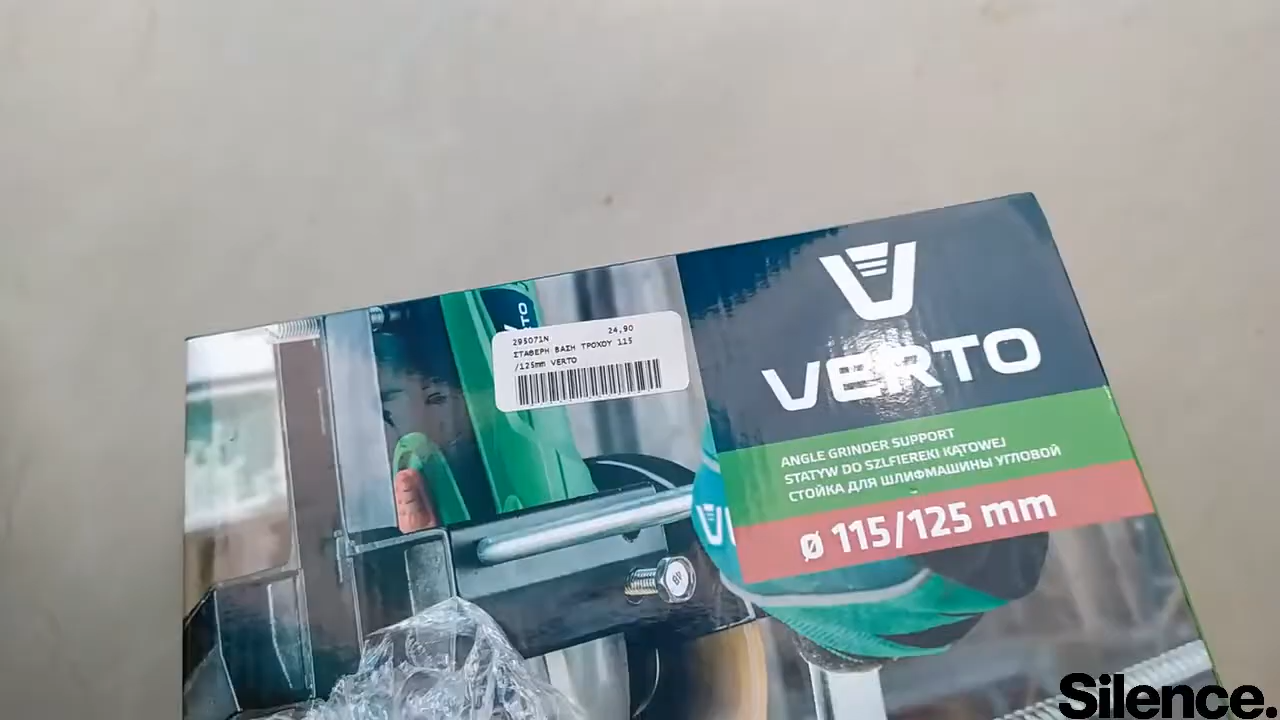 295071N 24,90
ΣΤΑΘΕΡΗ ΒΑΣΗ ΤΡΟΧΟΥ 115
/125mm VERTO
VERTO
ANGLE GRINDER SUPPORT
STATYW DO SZLIFIERKI KĄTOWEJ
СТОЙКА ДЛЯ ШЛИФМАШИНЫ УГЛОВОЙ
Ø 115/125 mm
Silence.